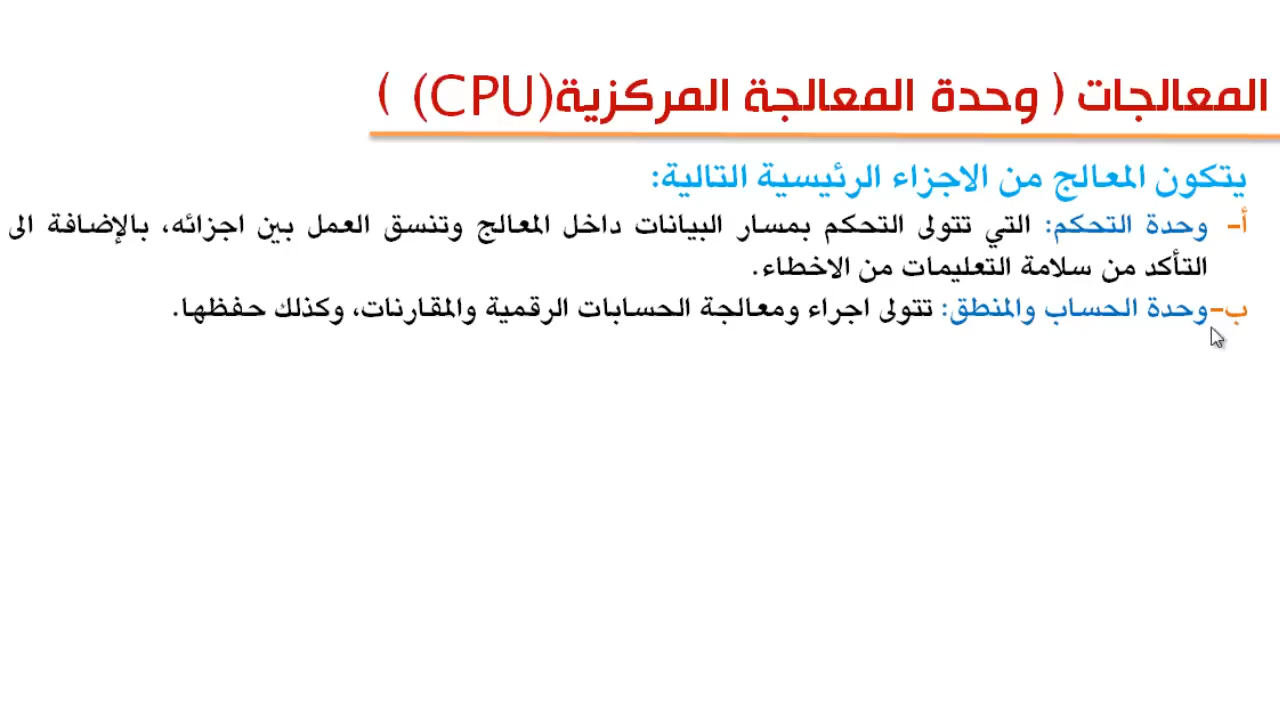 المعالجات ( وحدة المعالجة المركزية(CPU) )
يتكون المعالج من الاجزاء الرئيسية التالية:
أ- وحدة التحكم: التي تتولى التحكم بمسار البيانات داخل المعالج وتنسق العمل بين اجزائه، بالإضافة الى
التأكد من سلامة التعليمات من الاخطاء.
ب-وحدة الحساب والمنطق: تتولى اجراء ومعالجة الحسابات الرقمية والمقارنات، وكذلك حفظها.